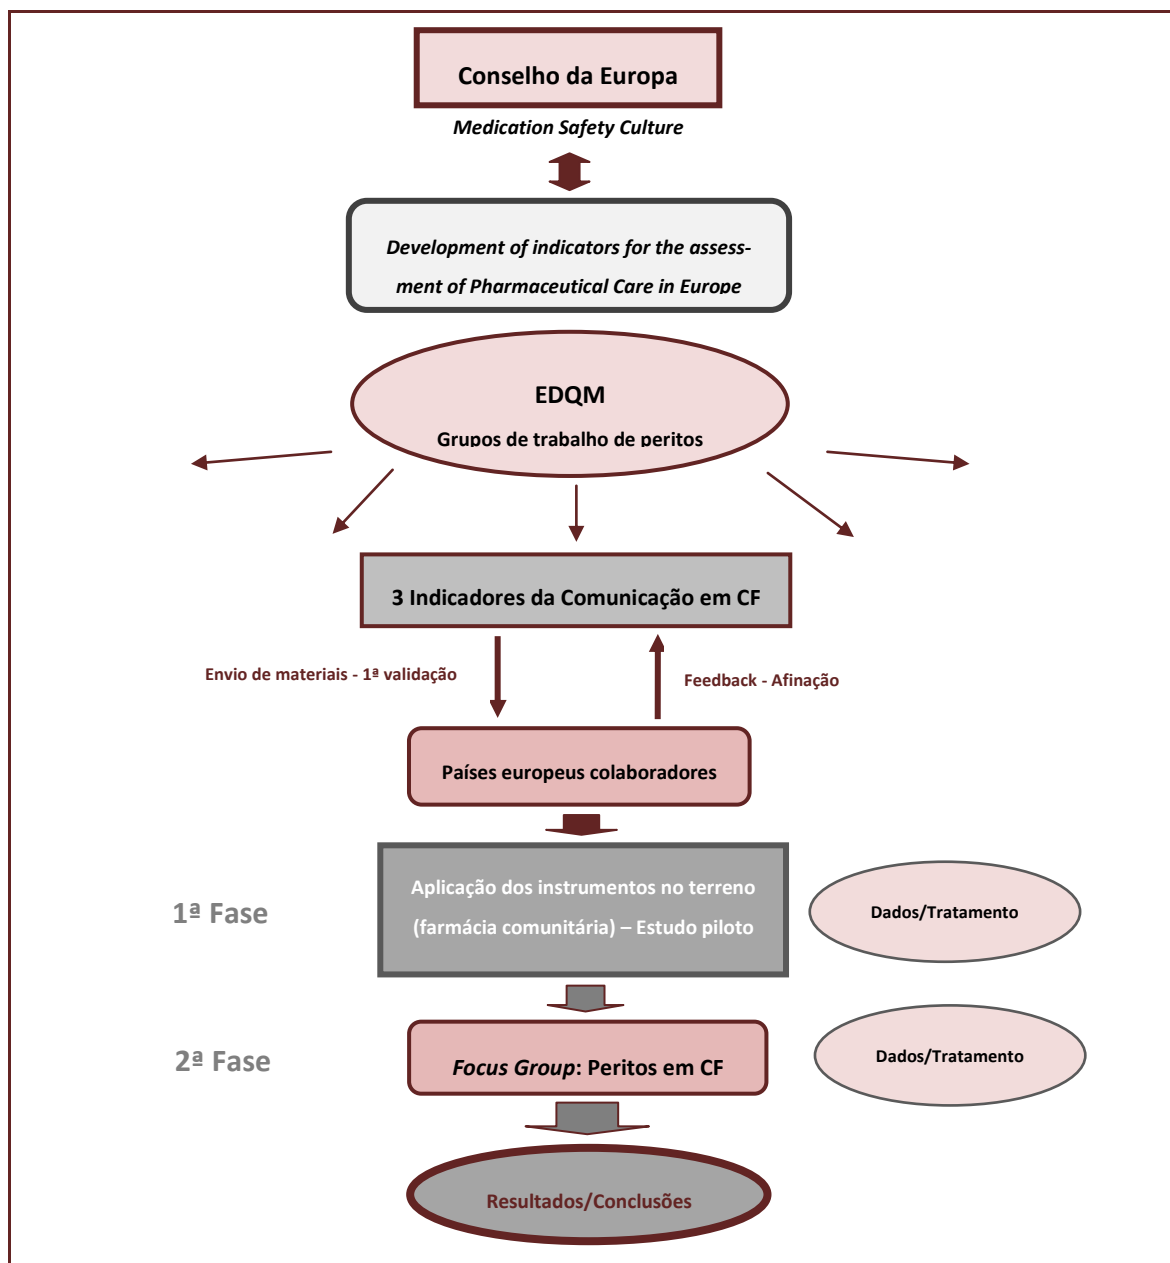 Conselho da Europa
Medication Safety Culture
Development of indicators for the assess-
ment of Pharmaceutical Care in Europe
EDQM
Grupos de trabalho de peritos
3 Indicadores da Comunicação em CF
Envio de materiais - 1ª validação
Feedback - Afinação
Países europeus colaboradores
1ª Fase
Aplicação dos instrumentos no terreno
(farmácia comunitária) – Estudo piloto
Dados/Tratamento
2ª Fase
Focus Group: Peritos em CF
Dados/Tratamento
Resultados/Conclusões